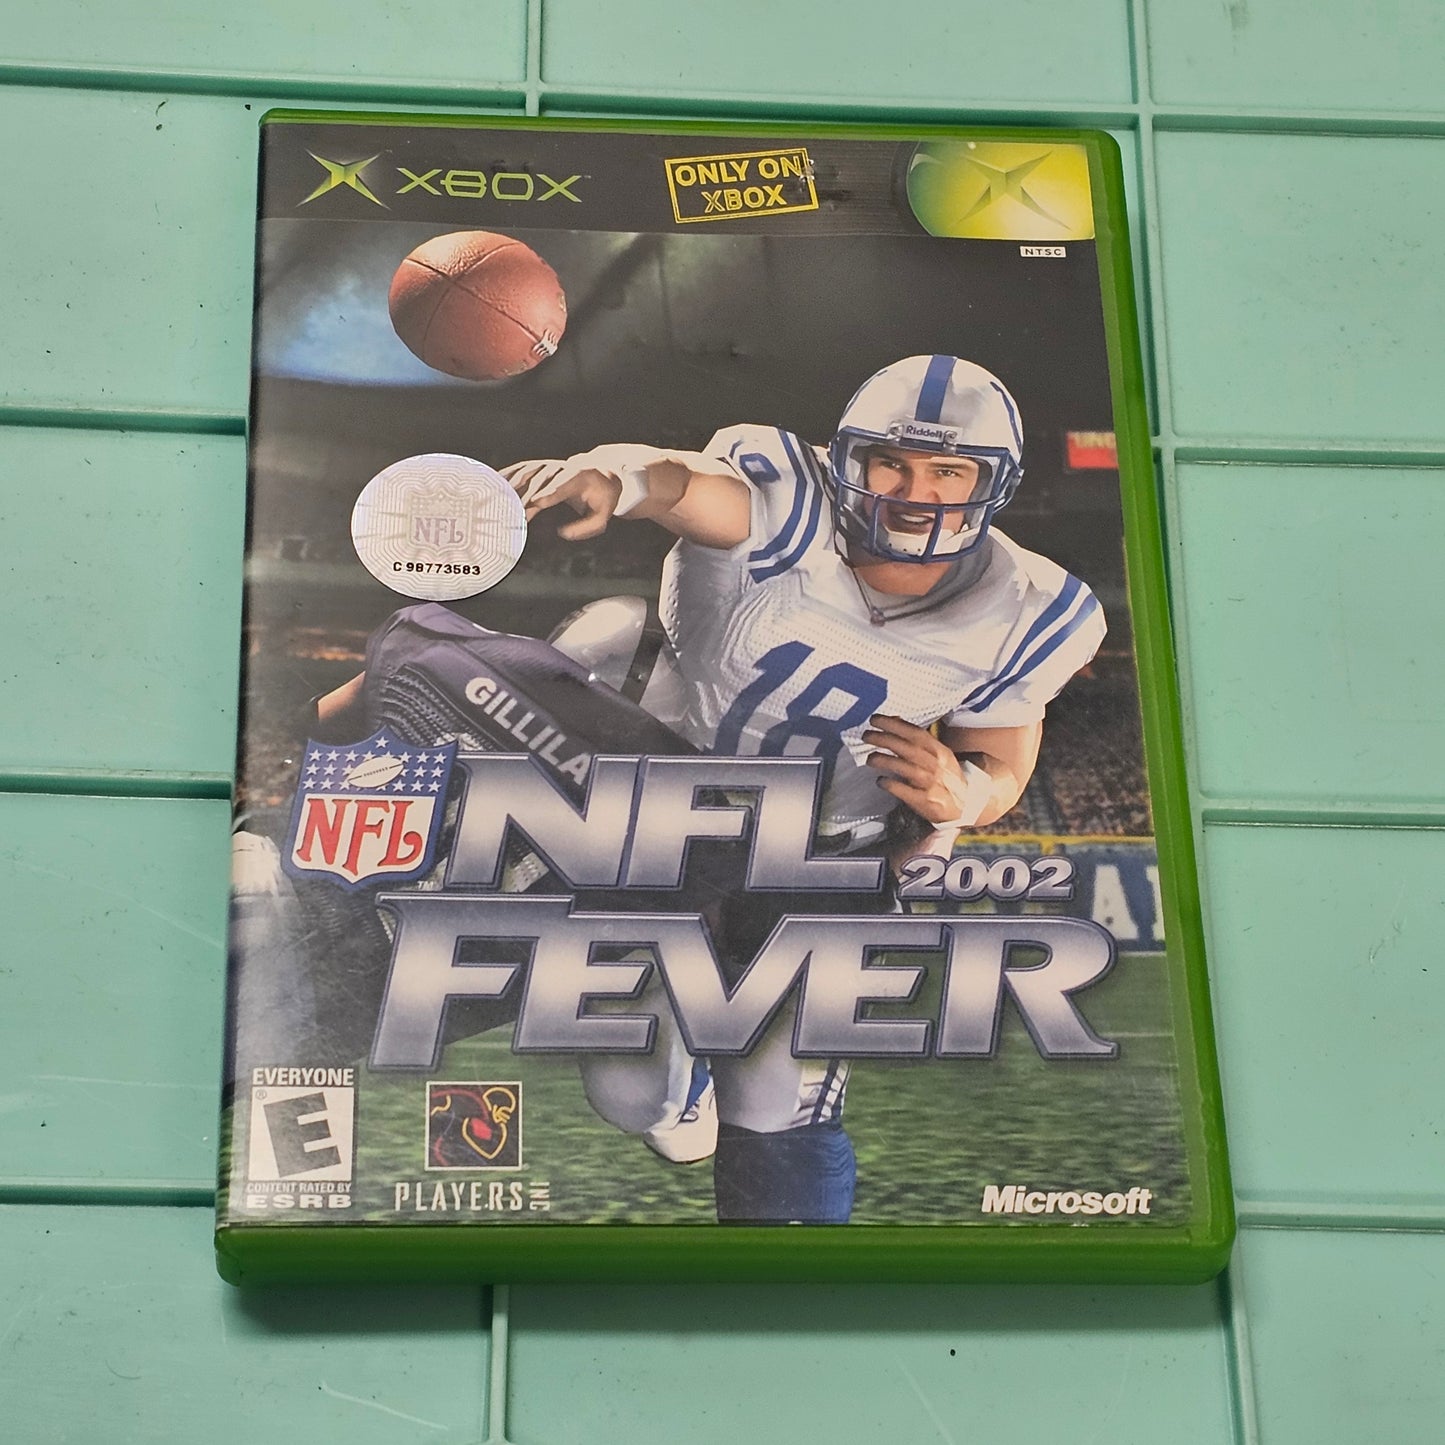 XBOX
ONLY ON
XBOX
NTSC
Riddell
NFL
C 98773583
18
GILLILA
NFL
NFL
™
2002
FEVER
EVERYONE
E
®
CONTENT RATED BY
ESRB
PLAYERS INC
Microsoft